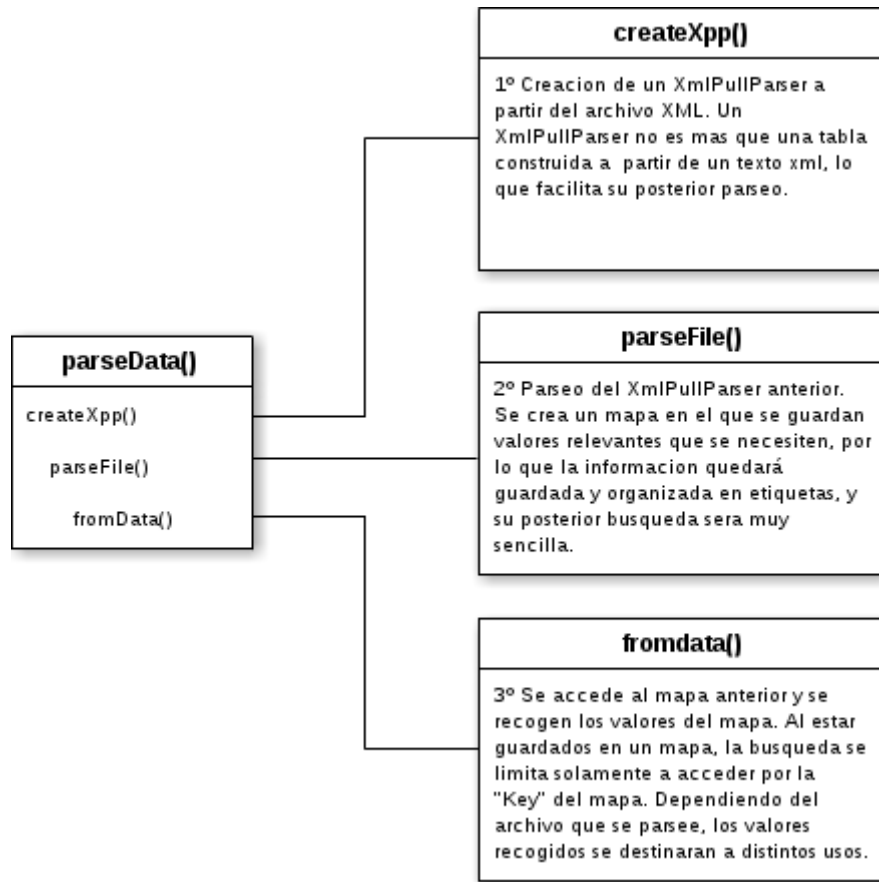 createXpp()
1º Creacion de un XmlPullParser a
partir del archivo XML. Un
XmlPullParser no es mas que una tabla
construida a partir de un texto xml, lo
que facilita su posterior parseo.
parseData()
createXpp()
parseFile()
fromData()
parseFile()
2º Parseo del XmlPullParser anterior.
Se crea un mapa en el que se guardan
valores relevantes que se necesiten, por
lo que la informacion quedará
guardada y organizada en etiquetas, y
su posterior busqueda sera muy
sencilla.
fromdata()
3º Se accede al mapa anterior y se
recogen los valores del mapa. Al estar
guardados en un mapa, la busqueda se
limita solamente a acceder por la
"Key" del mapa. Dependiendo del
archivo que se parsee, los valores
recogidos se destinaran a distintos usos.